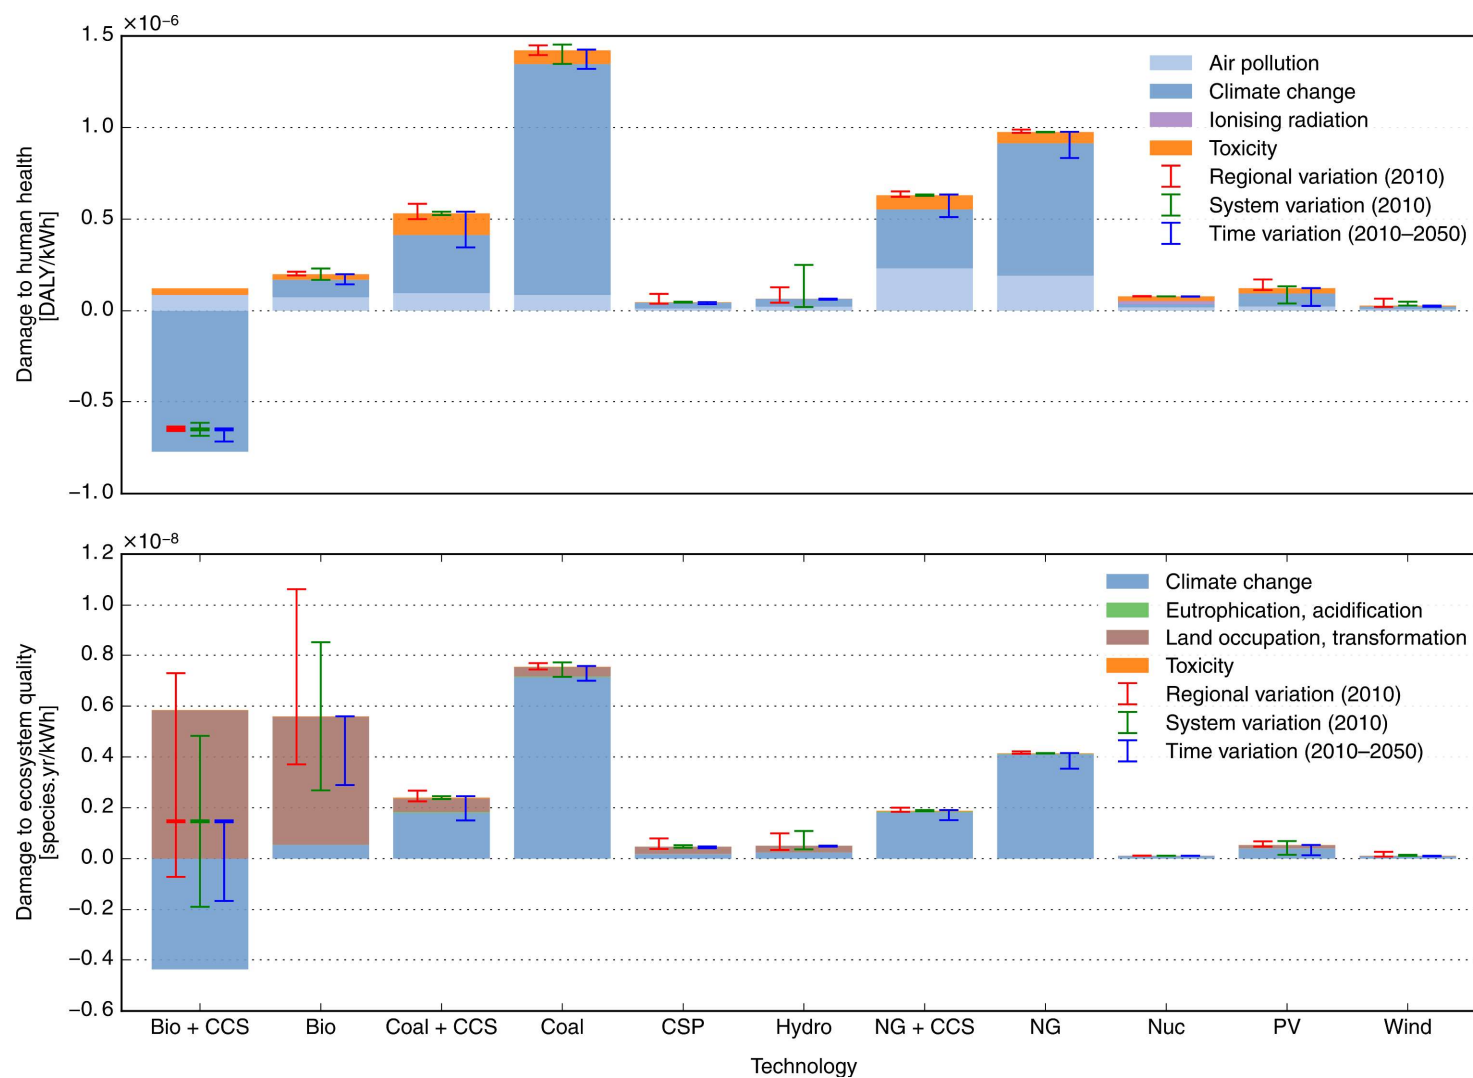 ×10⁻⁶
1.5
1.0
0.5
0.0
−0.5
−1.0
Damage to human health
[DALY/kWh]
Air pollution
Climate change
Ionising radiation
Toxicity
Regional variation (2010)
System variation (2010)
Time variation (2010–2050)
×10⁻⁸
1.2
1.0
0.8
0.6
0.4
0.2
0.0
−0.2
−0.4
−0.6
Damage to ecosystem quality
[species.yr/kWh]
Climate change
Eutrophication, acidification
Land occupation, transformation
Toxicity
Regional variation (2010)
System variation (2010)
Time variation (2010–2050)
Bio + CCS Bio Coal + CCS Coal CSP Hydro NG + CCS NG Nuc PV Wind
Technology